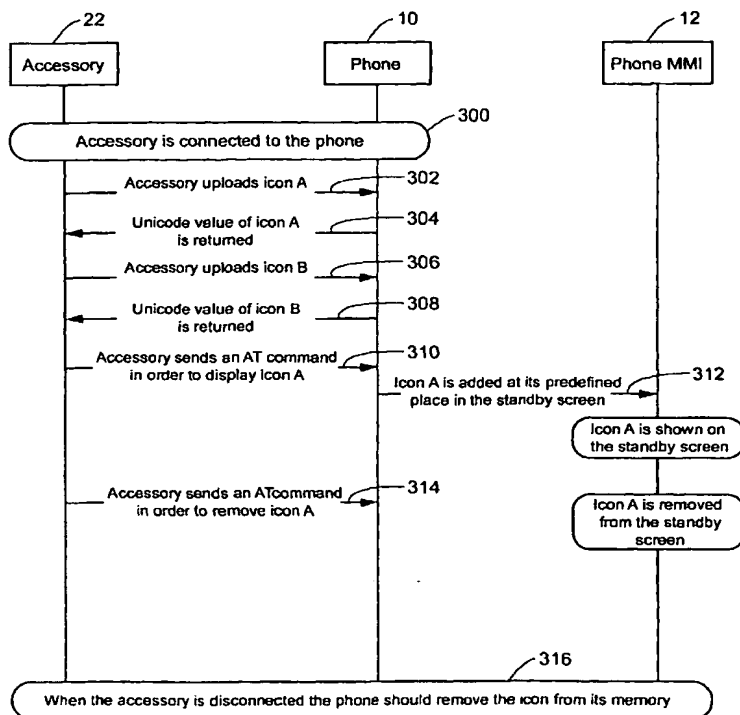 22
10
12
Accessory
Phone
Phone MMI
300
Accessory is connected to the phone
Accessory uploads icon A
302
Unicode value of icon A
is returned
304
Accessory uploads icon B
306
Unicode value of icon B
is returned
308
Accessory sends an AT command
in order to display Icon A
310
Icon A is added at its predefined
place in the standby screen
312
Icon A is shown on
the standby screen
Accessory sends an ATcommand
in order to remove icon A
314
Icon A is removed
from the standby
screen
316
When the accessory is disconnected the phone should remove the icon from its memory